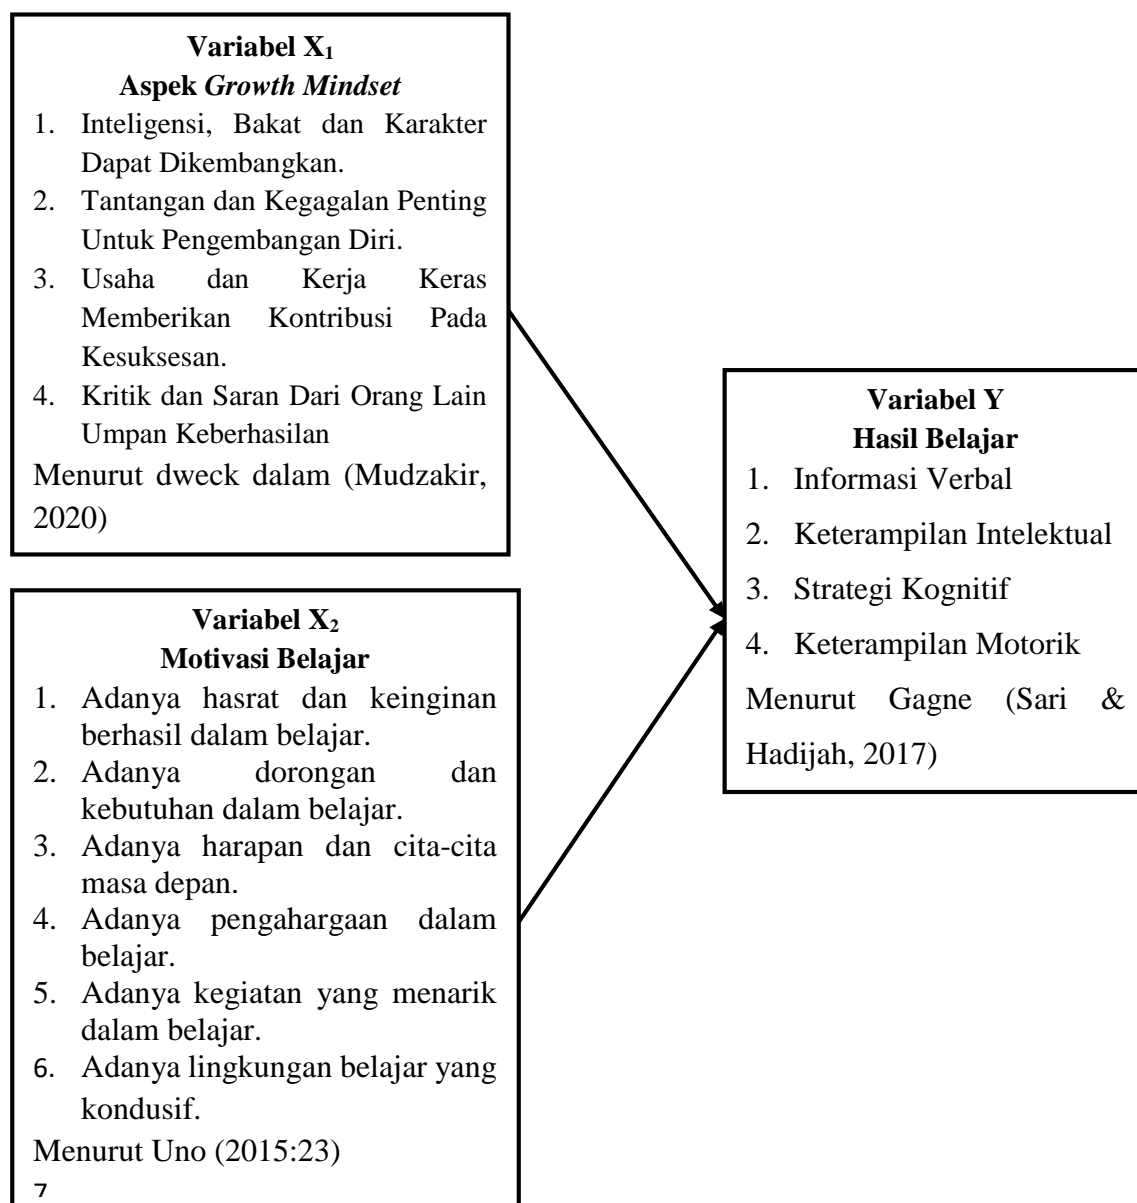 Variabel X₁
Aspek Growth Mindset
1. Inteligensi, Bakat dan Karakter
Dapat Dikembangkan.
2. Tantangan dan Kegagalan Penting
Untuk Pengembangan Diri.
3. Usaha dan Kerja Keras
Memberikan Kontribusi Pada
Kesuksesan.
4. Kritik dan Saran Dari Orang Lain
Umpan Keberhasilan
Menurut dweck dalam (Mudzakir,
2020)
Variabel X₂
Motivasi Belajar
1. Adanya hasrat dan keinginan
berhasil dalam belajar.
2. Adanya dorongan dan
kebutuhan dalam belajar.
3. Adanya harapan dan cita-cita
masa depan.
4. Adanya pengahargaan dalam
belajar.
5. Adanya kegiatan yang menarik
dalam belajar.
6. Adanya lingkungan belajar yang
kondusif.
Menurut Uno (2015:23)
7
Variabel Y
Hasil Belajar
1. Informasi Verbal
2. Keterampilan Intelektual
3. Strategi Kognitif
4. Keterampilan Motorik
Menurut Gagne (Sari &
Hadijah, 2017)